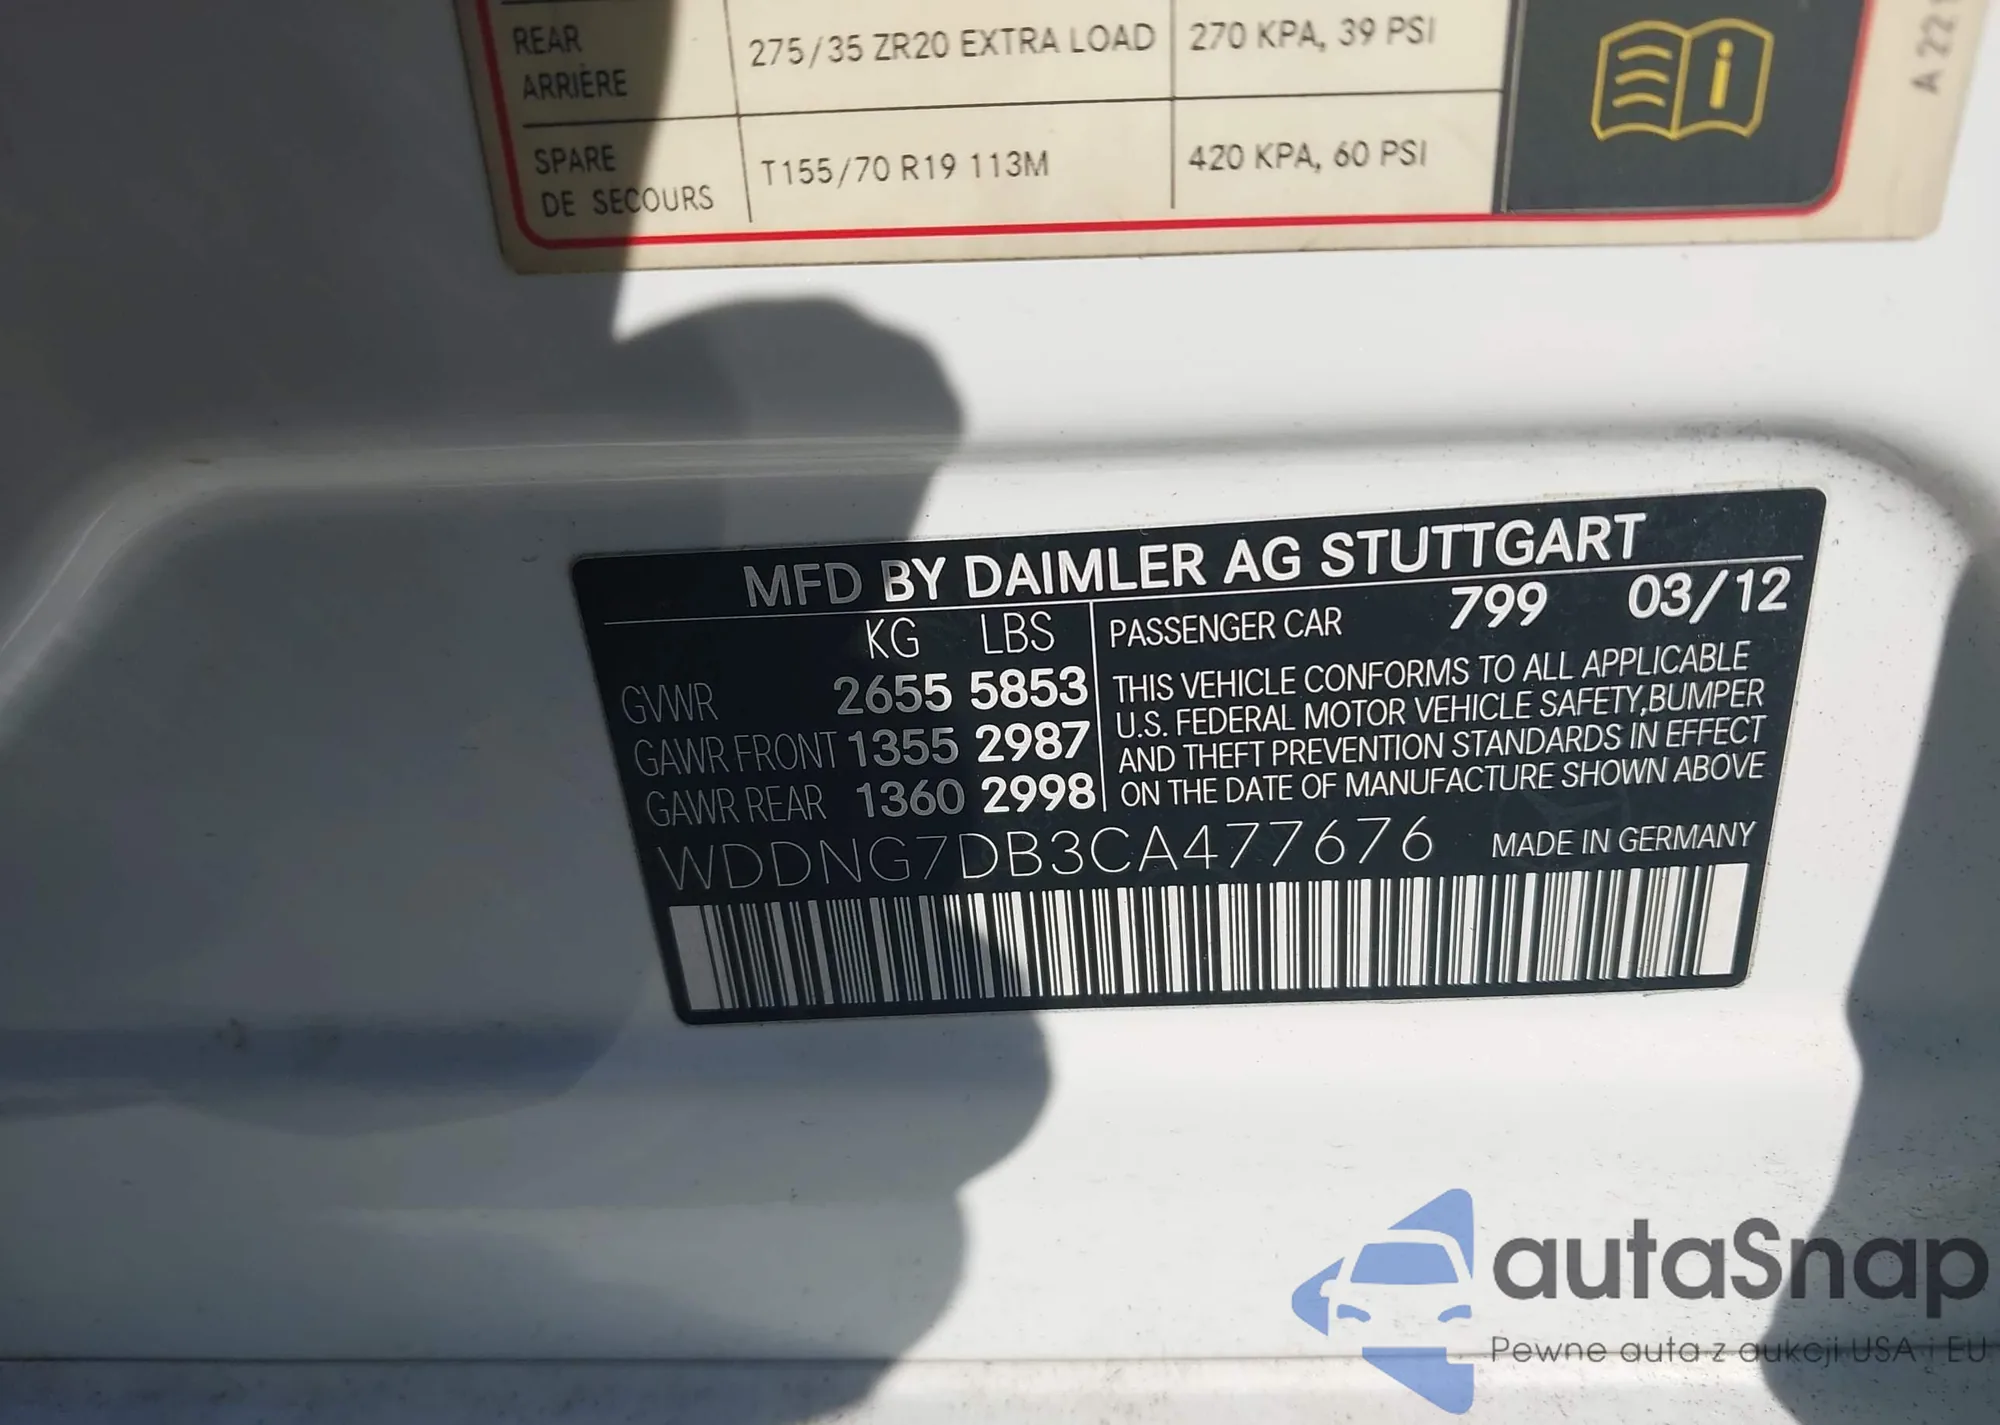 REAR
ARRIÈRE
275/35 ZR20 EXTRA LOAD
270 KPA, 39 PSI
SPARE
DE SECOURS
T155/70 R19 113M
420 KPA, 60 PSI
A 221
MFD BY DAIMLER AG STUTTGART
KG LBS
GVWR 2655 5853
GAWR FRONT 1355 2987
GAWR REAR 1360 2998
PASSENGER CAR 799 03/12
THIS VEHICLE CONFORMS TO ALL APPLICABLE
U.S. FEDERAL MOTOR VEHICLE SAFETY,BUMPER
AND THEFT PREVENTION STANDARDS IN EFFECT
ON THE DATE OF MANUFACTURE SHOWN ABOVE
WDDNG7DB3CA477676 MADE IN GERMANY
autaSnap
Pewne auta z aukcji USA i EU